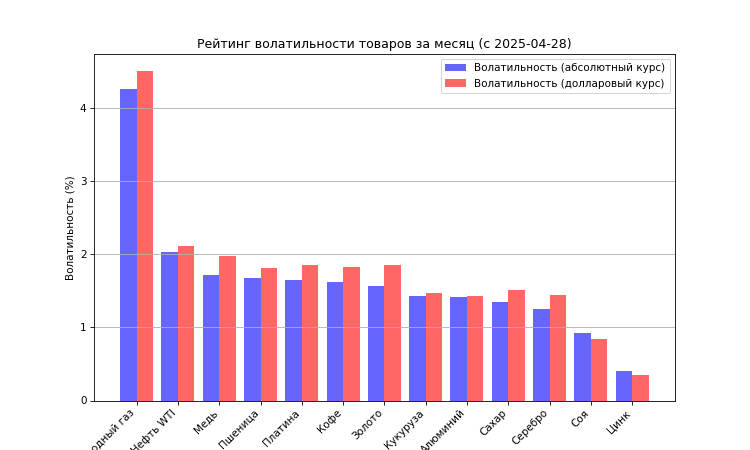 Рейтинг волатильности товаров за месяц (с 2025-04-28)
Волатильность (абсолютный курс)
Волатильность (долларовый курс)
Волатильность (%)
4
3
2
1
0
одный газ
Нефть WTI
Медь
Пшеница
Платина
Кофе
Золото
Кукуруза
Алюминий
Сахар
Серебро
Соя
Цинк